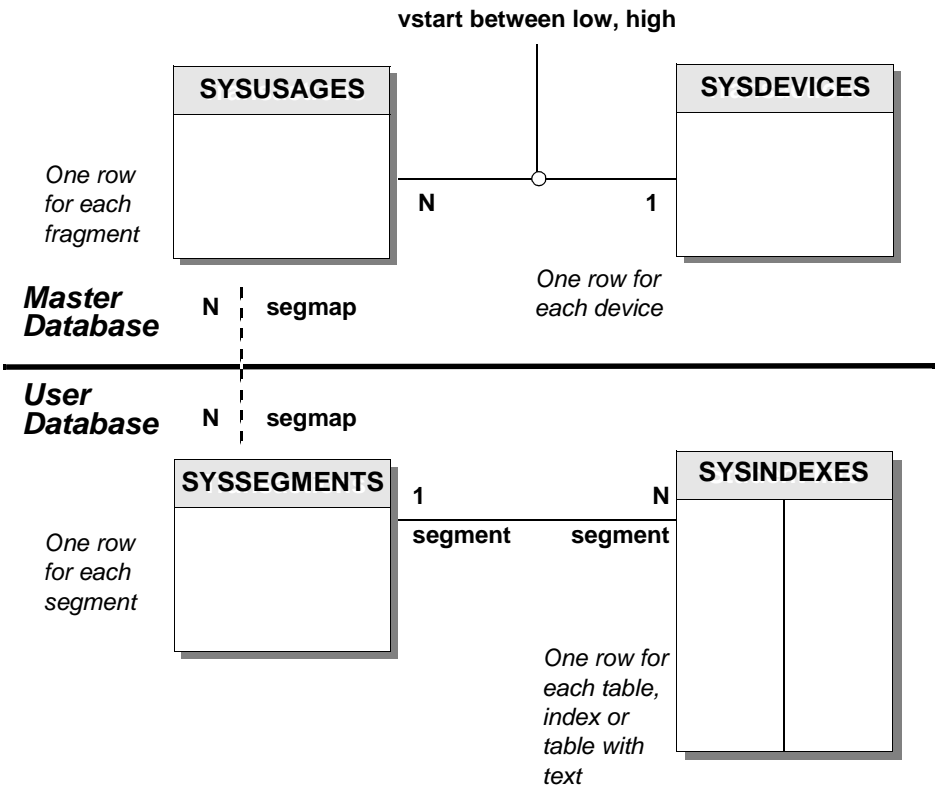 vstart between low, high
SYSUSAGES
SYSDEVICES
One row
for each
fragment
N
1
One row for
each device
Master
Database
N
segmap
User
Database
N
segmap
SYSSEGMENTS
SYSINDEXES
1
N
segment
segment
One row
for each
segment
One row for
each table,
index or
table with
text